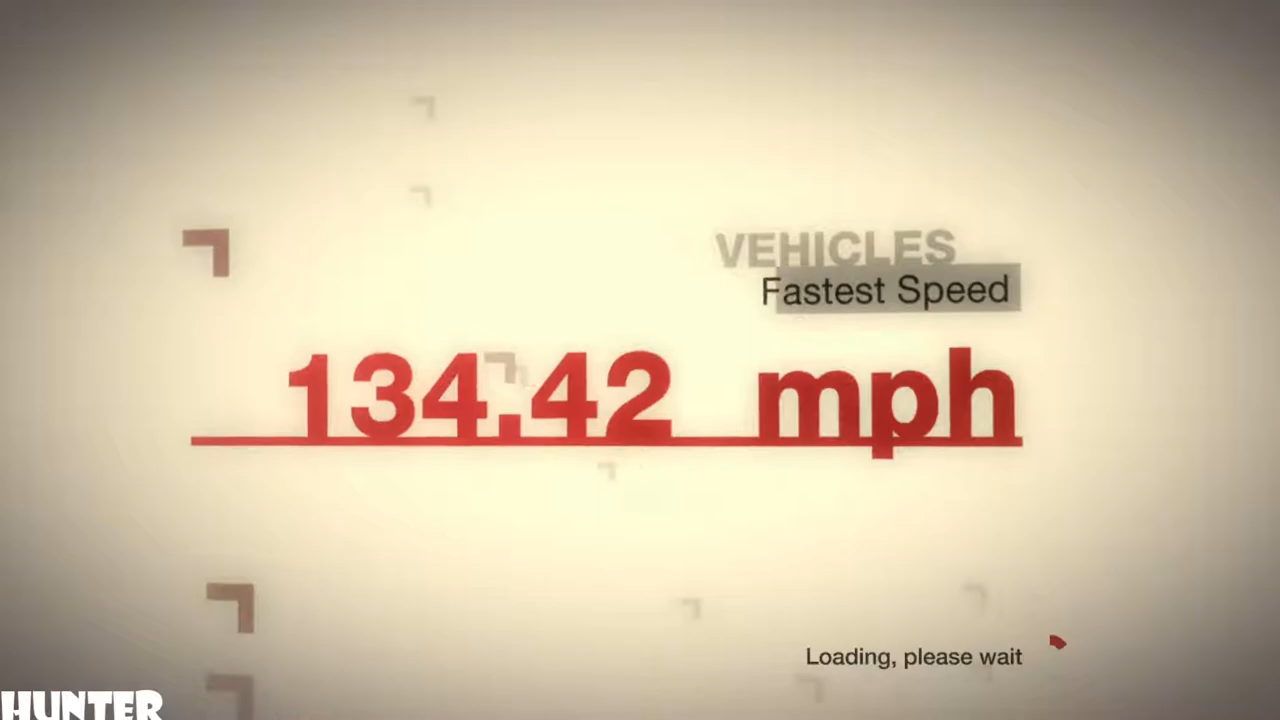 VEHICLES
Fastest Speed
134.42 mph
Loading, please wait
HUNTER